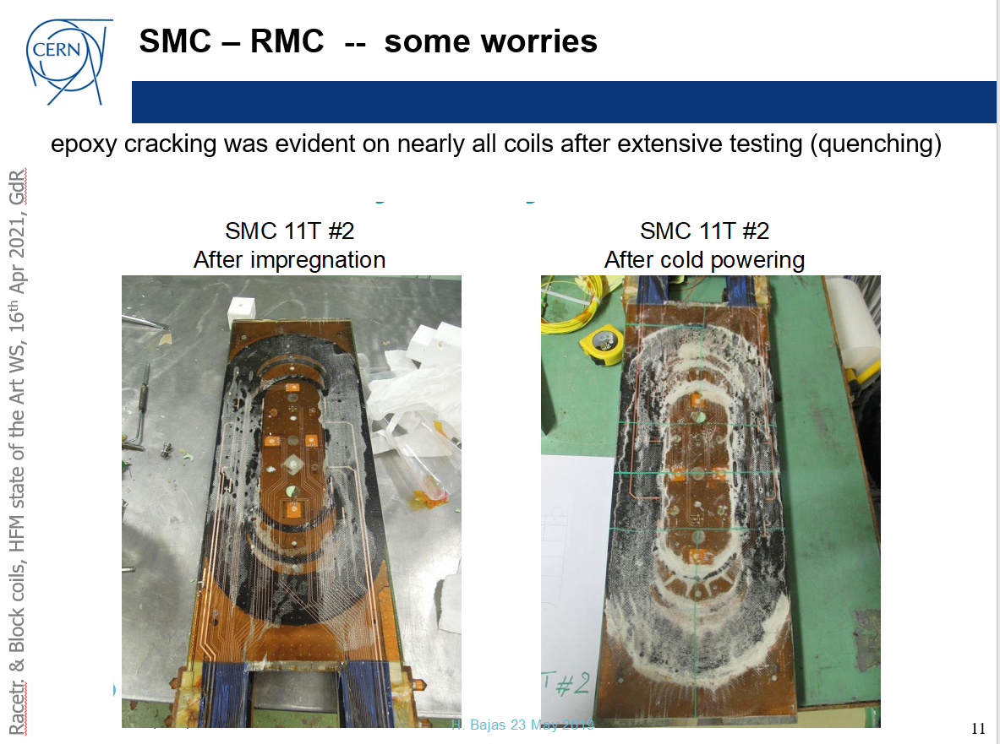 CERN
SMC – RMC -- some worries
epoxy cracking was evident on nearly all coils after extensive testing (quenching)
SMC 11T #2
After impregnation
SMC 11T #2
After cold powering
T#2
H. Bajas 23 May 2013
Racetr. & Block coils, HFM state of the Art WS, 16th Apr 2021, GdR
11